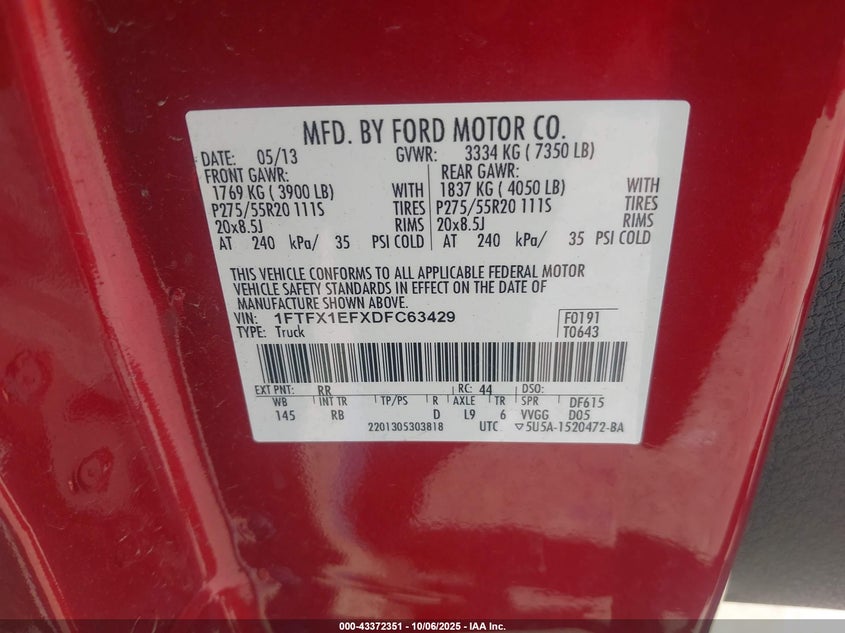 MFD. BY FORD MOTOR CO.
DATE: 05/13 GVWR: 3334 KG ( 7350 LB)
FRONT GAWR: REAR GAWR:
1769 KG ( 3900 LB) WITH 1837 KG ( 4050 LB) WITH
P275/55R20 111S TIRES P275/55R20 111S TIRES
20x8.5J RIMS 20x8.5J RIMS
AT 240 kPa/ 35 PSI COLD AT 240 kPa/ 35 PSI COLD
THIS VEHICLE CONFORMS TO ALL APPLICABLE FEDERAL MOTOR
VEHICLE SAFETY STANDARDS IN EFFECT ON THE DATE OF
MANUFACTURE SHOWN ABOVE.
VIN: 1FTFX1EFXDFC63429 F0191
TYPE: Truck T0643
EXT PNT: RR RC: 44 DSO:
WB INT TR TP/PS R AXLE TR SPR DF615
145 RB D L9 6 VVGG D05
2201305303818 UTC ▽5U5A-1520472-BA
000-43372351 - 10/06/2025 - IAA Inc.